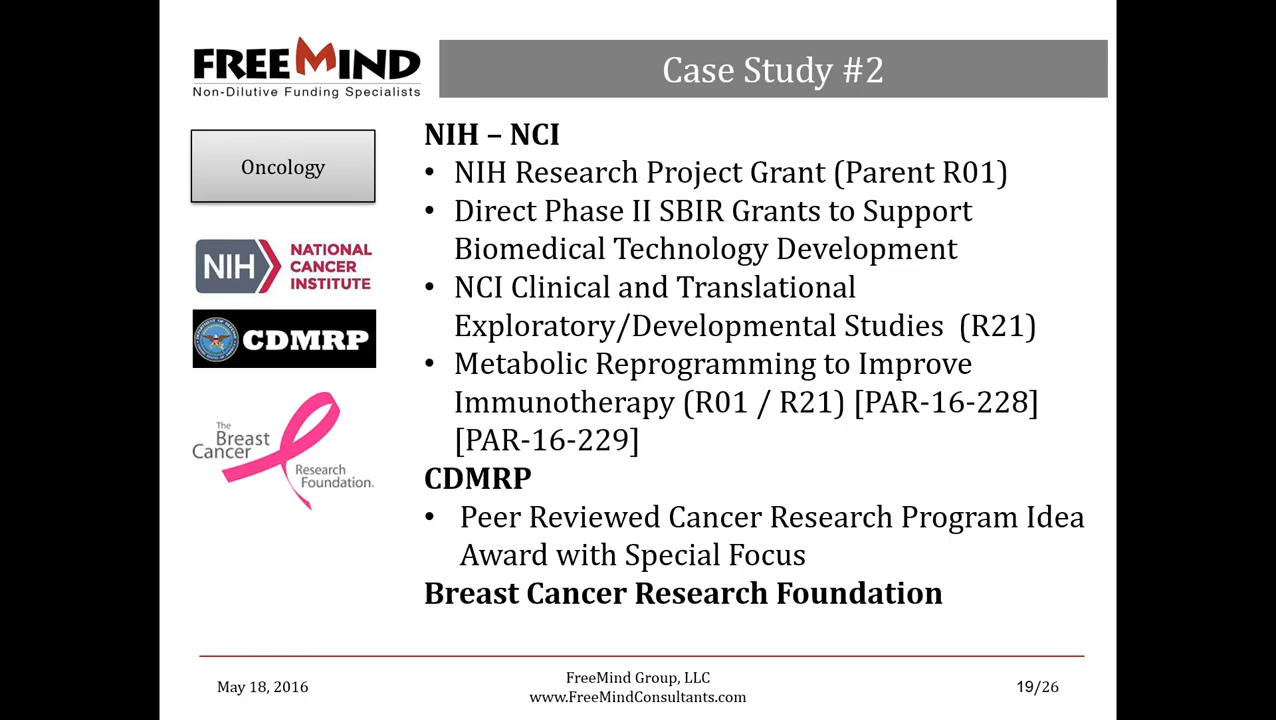 FREEMIND
Non-Dilutive Funding Specialists
Case Study #2
Oncology
NIH NATIONAL
CANCER
INSTITUTE
CDMRP
The
Breast
Cancer
Research
Foundation.
NIH – NCI
• NIH Research Project Grant (Parent R01)
• Direct Phase II SBIR Grants to Support
Biomedical Technology Development
• NCI Clinical and Translational
Exploratory/Developmental Studies (R21)
• Metabolic Reprogramming to Improve
Immunotherapy (R01 / R21) [PAR-16-228]
[PAR-16-229]
CDMRP
• Peer Reviewed Cancer Research Program Idea
Award with Special Focus
Breast Cancer Research Foundation
May 18, 2016
FreeMind Group, LLC
www.FreeMindConsultants.com
19/26